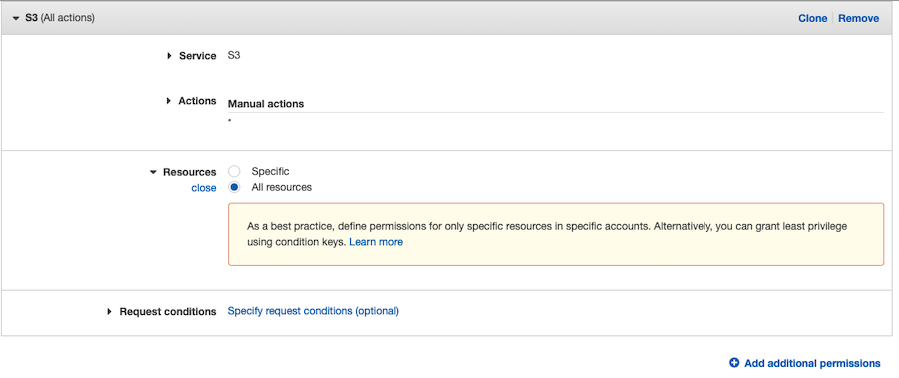 S3 (All actions) Clone Remove
Service S3
Actions Manual actions
*
Resources Specific
close All resources
As a best practice, define permissions for only specific resources in specific accounts. Alternatively, you can grant least privilege
using condition keys. Learn more
Request conditions Specify request conditions (optional)
Add additional permissions